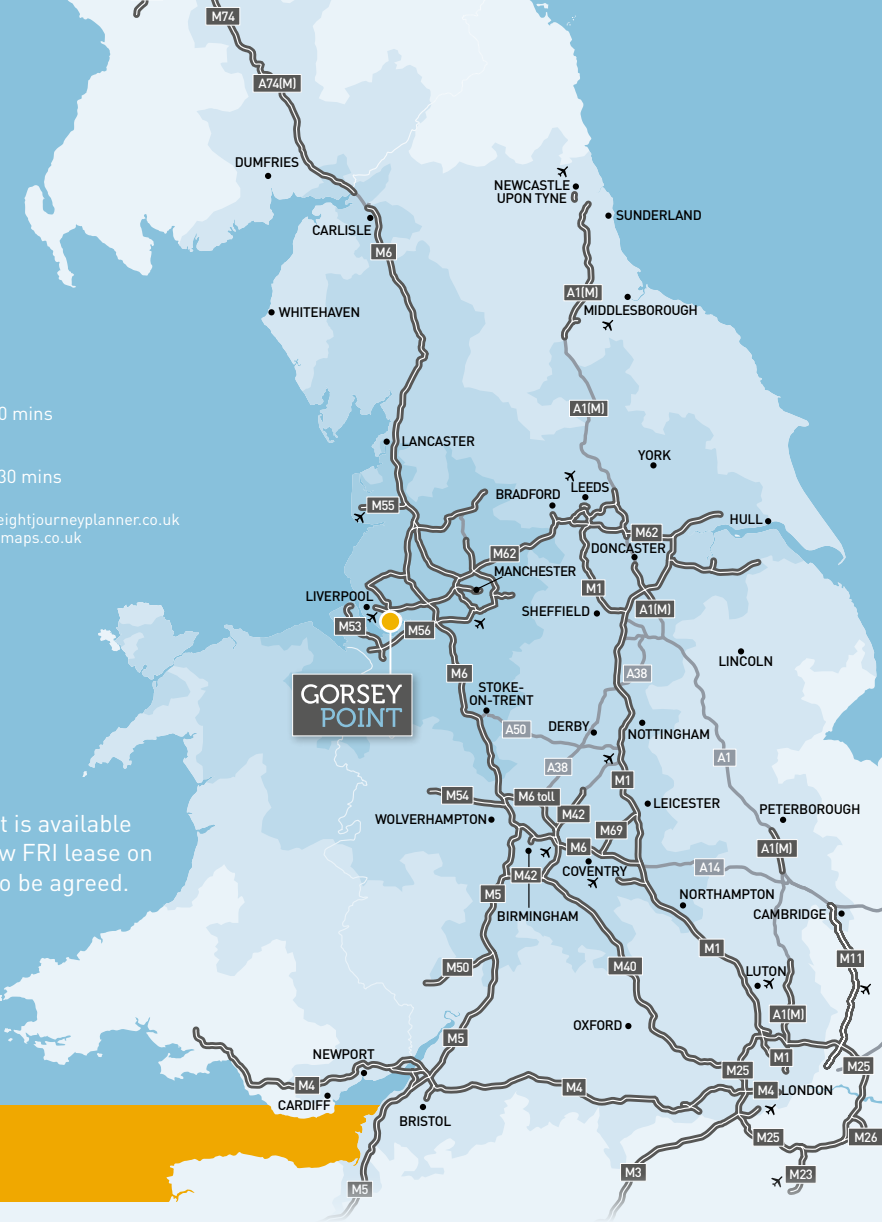 M74
A74(M)
DUMFRIES
NEWCASTLE
UPON TYNE
SUNDERLAND
CARLISLE
M6
A1(M)
MIDDLESBOROUGH
WHITEHAVEN
0 mins
A1(M)
LANCASTER
YORK
30 mins
LEEDS
BRADFORD
M55
eightjourneyplanner.co.uk
HULL
M62
maps.co.uk
DONCASTER
M62
MANCHESTER
M1
LIVERPOOL
SHEFFIELD
A1(M)
M53
M56
LINCOLN
M6
A38
GORSEY
POINT
STOKE-
ON-TRENT
A50
DERBY
NOTTINGHAM
A1
A38
M1
M54
M6 toll
LEICESTER
PETERBOROUGH
M42
WOLVERHAMPTON
t is available
M69
M6
A1(M)
w FRI lease on
COVENTRY
A14
M42
o be agreed.
M5
NORTHAMPTON
BIRMINGHAM
CAMBRIDGE
M1
M11
M50
M40
LUTON
A1(M)
OXFORD
M5
NEWPORT
M1
M25
M25
M4
M4
M4
LONDON
CARDIFF
BRISTOL
M25
M26
M3
M23
M5